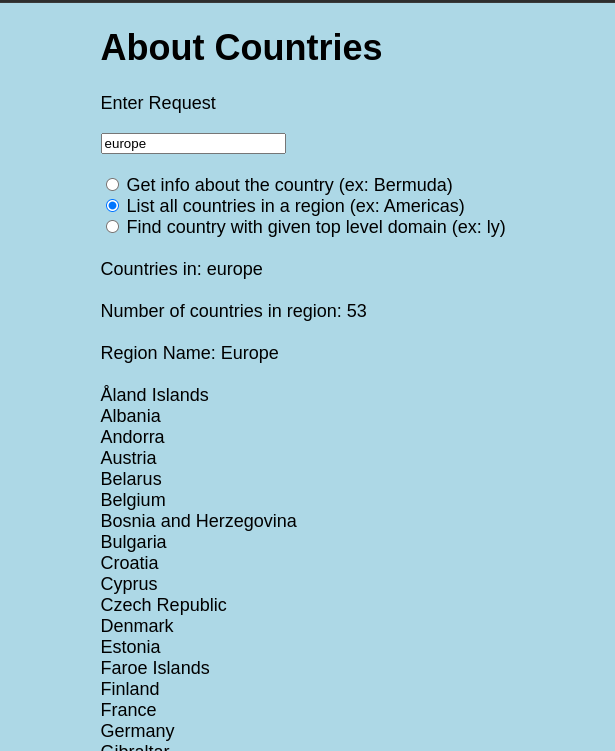 About Countries
Enter Request
europe
Get info about the country (ex: Bermuda)
List all countries in a region (ex: Americas)
Find country with given top level domain (ex: ly)
Countries in: europe
Number of countries in region: 53
Region Name: Europe
Åland Islands
Albania
Andorra
Austria
Belarus
Belgium
Bosnia and Herzegovina
Bulgaria
Croatia
Cyprus
Czech Republic
Denmark
Estonia
Faroe Islands
Finland
France
Germany
Gibraltar